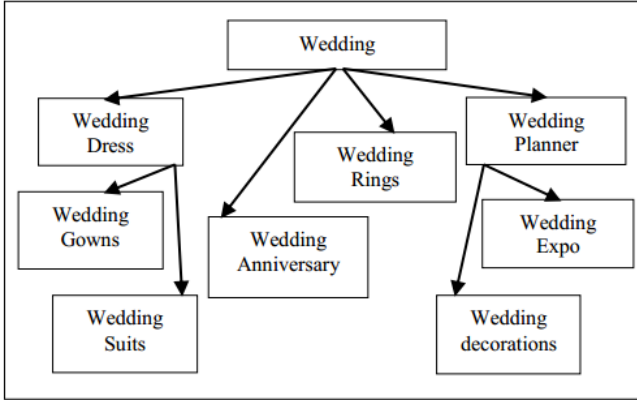 Wedding
Wedding
Dress
Wedding
Planner
Wedding
Rings
Wedding
Gowns
Wedding
Anniversary
Wedding
Expo
Wedding
Suits
Wedding
decorations